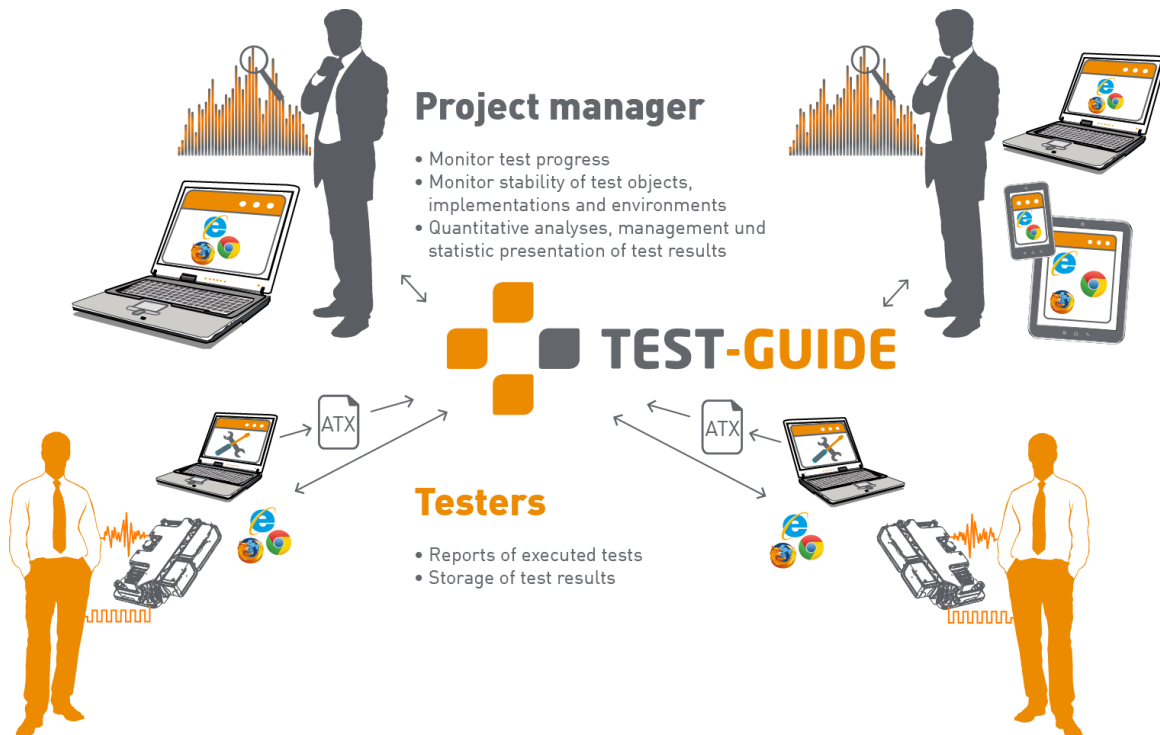 Project manager
• Monitor test progress
• Monitor stability of test objects,
implementations and environments
• Quantitative analyses, management und
statistic presentation of test results
TEST-GUIDE
ATX
ATX
Testers
• Reports of executed tests
• Storage of test results